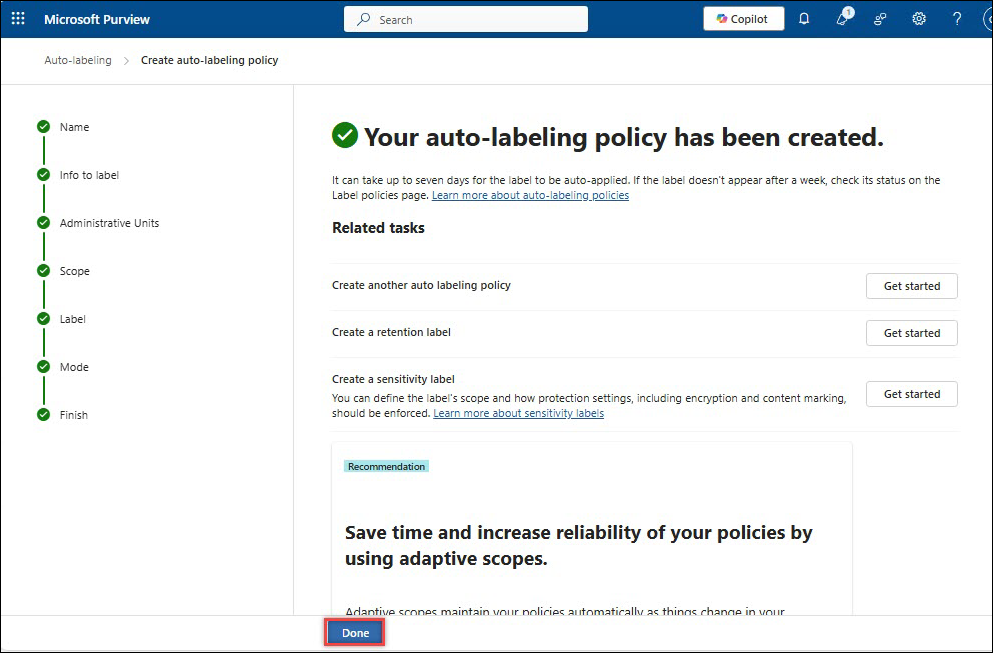 Microsoft Purview
Search
Copilot
1
?
Auto-labeling > Create auto-labeling policy
Name
Info to label
Administrative Units
Scope
Label
Mode
Finish
Your auto-labeling policy has been created.
It can take up to seven days for the label to be auto-applied. If the label doesn't appear after a week, check its status on the
Label policies page. Learn more about auto-labeling policies
Related tasks
Create another auto labeling policy
Get started
Create a retention label
Get started
Create a sensitivity label
You can define the label's scope and how protection settings, including encryption and content marking,
should be enforced. Learn more about sensitivity labels
Get started
Recommendation
Save time and increase reliability of your policies by
using adaptive scopes.
Adaptive scopes maintain your policies automatically as things change in your
Done